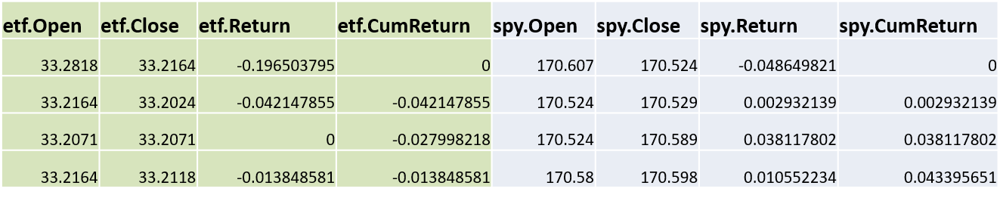 etf.Open etf.Close etf.Return etf.CumReturn spy.Open spy.Close spy.Return spy.CumReturn
33.2818 33.2164 -0.196503795 0 170.607 170.524 -0.048649821 0
33.2164 33.2024 -0.042147855 -0.042147855 170.524 170.529 0.002932139 0.002932139
33.2071 33.2071 0 -0.027998218 170.524 170.589 0.038117802 0.038117802
33.2164 33.2118 -0.013848581 -0.013848581 170.58 170.598 0.010552234 0.043395651